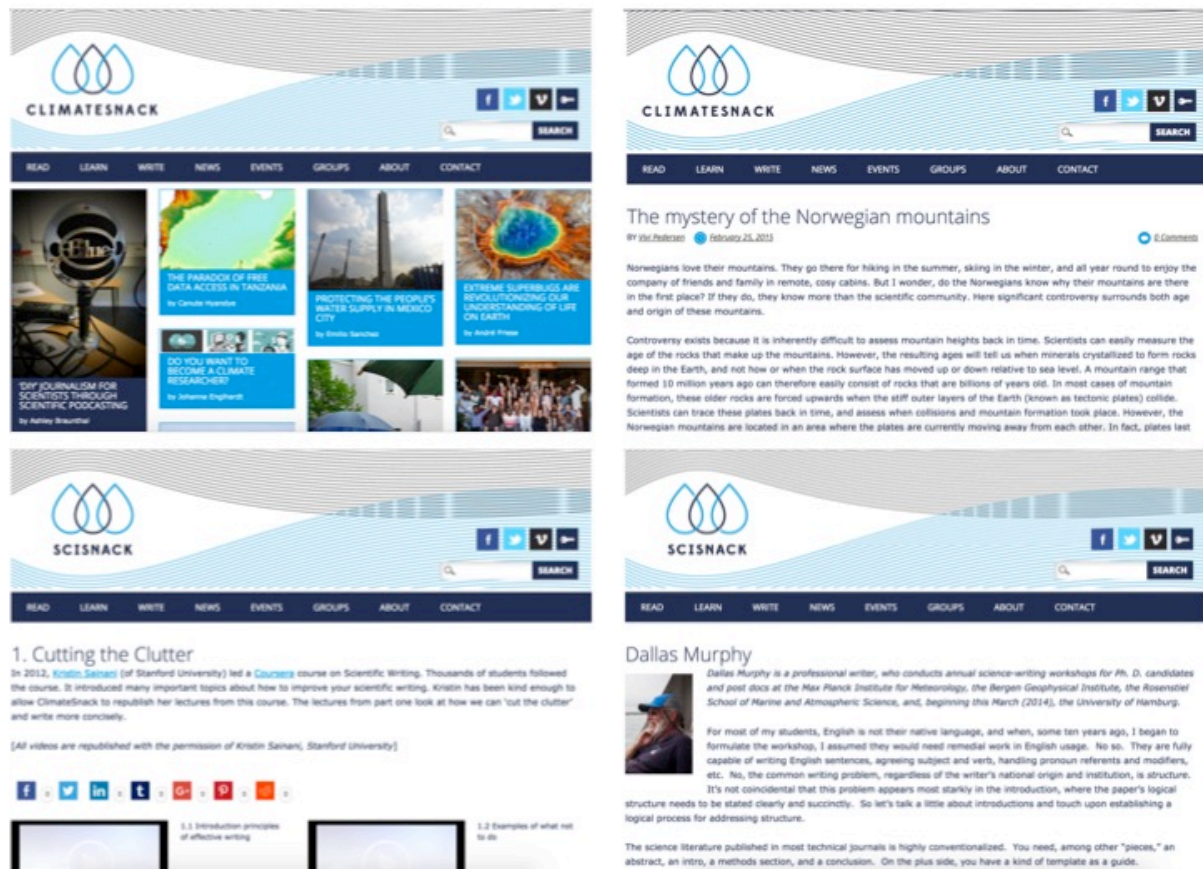 CLIMATESNACK
SEARCH
READ LEARN WRITE NEWS EVENTS GROUPS ABOUT CONTACT
THE PARADOX OF FREE
DATA ACCESS IN TANZANIA
by Canute Hyandye
PROTECTING THE PEOPLE'S
WATER SUPPLY IN MEXICO
CITY
by Emilio Sanchez
EXTREME SUPERBUGS ARE
REVOLUTIONIZING OUR
UNDERSTANDING OF LIFE
ON EARTH
by André Friese
Blue
DO YOU WANT TO
BECOME A CLIMATE
RESEARCHER?
by Johanna Englhardt
'DIY' JOURNALISM FOR
SCIENTISTS THROUGH
SCIENTIFIC PODCASTING
by Ashley Braunthal
CLIMATESNACK
SEARCH
READ LEARN WRITE NEWS EVENTS GROUPS ABOUT CONTACT
The mystery of the Norwegian mountains
BY Vivi Pedersen February 25, 2015 0 Comments
Norwegians love their mountains. They go there for hiking in the summer, skiing in the winter, and all year round to enjoy the
company of friends and family in remote, cosy cabins. But I wonder, do the Norwegians know why their mountains are there
in the first place? If they do, they know more than the scientific community. Here significant controversy surrounds both age
and origin of these mountains.
Controversy exists because it is inherently difficult to assess mountain heights back in time. Scientists can easily measure the
age of the rocks that make up the mountains. However, the resulting ages will tell us when minerals crystallized to form rocks
deep in the Earth, and not how or when the rock surface has moved up or down relative to sea level. A mountain range that
formed 10 million years ago can therefore easily consist of rocks that are billions of years old. In most cases of mountain
formation, these older rocks are forced upwards when the stiff outer layers of the Earth (known as tectonic plates) collide.
Scientists can trace these plates back in time, and assess when collisions and mountain formation took place. However, the
Norwegian mountains are located in an area where the plates are currently moving away from each other. In fact, plates last
SCISNACK
SEARCH
READ LEARN WRITE NEWS EVENTS GROUPS ABOUT CONTACT
1. Cutting the Clutter
In 2012, Kristin Sainani (of Stanford University) led a Coursera course on Scientific Writing. Thousands of students followed
the course. It introduced many important topics about how to improve your scientific writing. Kristin has been kind enough to
allow ClimateSnack to republish her lectures from this course. The lectures from part one look at how we can 'cut the clutter'
and write more concisely.
[All videos are republished with the permission of Kristin Sainani, Stanford University]
1.1 Introduction principles
of effective writing
1.2 Examples of what not
to do
SCISNACK
SEARCH
READ LEARN WRITE NEWS EVENTS GROUPS ABOUT CONTACT
Dallas Murphy
Dallas Murphy is a professional writer, who conducts annual science-writing workshops for Ph. D. candidates
and post docs at the Max Planck Institute for Meteorology, the Bergen Geophysical Institute, the Rosenstiel
School of Marine and Atmospheric Science, and, beginning this March (2014), the University of Hamburg.
For most of my students, English is not their native language, and when, some ten years ago, I began to
formulate the workshop, I assumed they would need remedial work in English usage. No so. They are fully
capable of writing English sentences, agreeing subject and verb, handling pronoun referents and modifiers,
etc. No, the common writing problem, regardless of the writer's national origin and institution, is structure.
It's not coincidental that this problem appears most starkly in the introduction, where the paper's logical
structure needs to be stated clearly and succinctly. So let's talk a little about introductions and touch upon establishing a
logical process for addressing structure.
The science literature published in most technical journals is highly conventionalized. You need, among other "pieces," an
abstract, an intro, a methods section, and a conclusion. On the plus side, you have a kind of template as a guide.